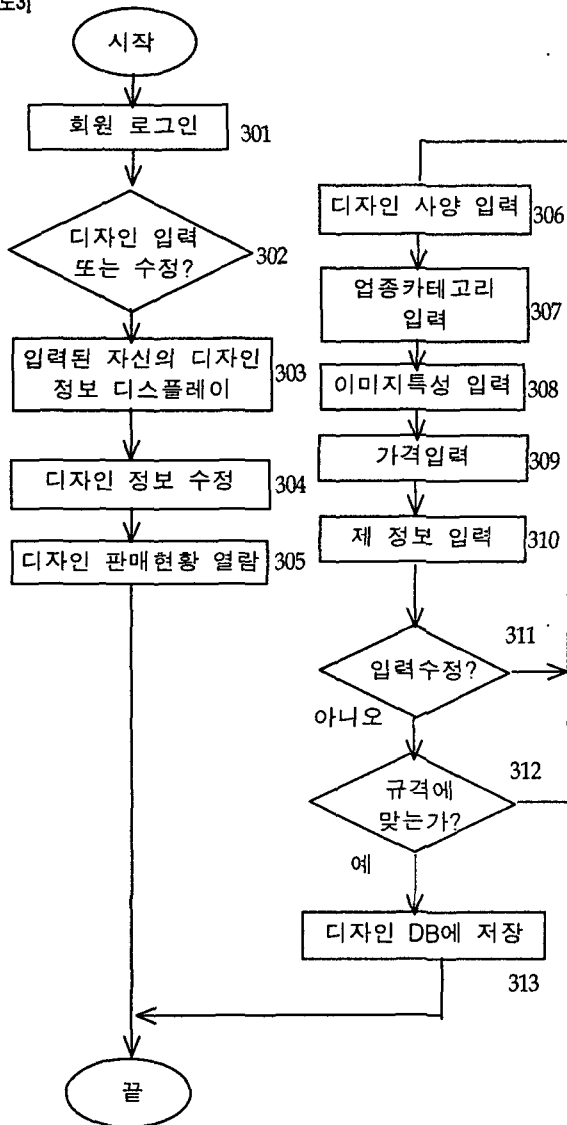 시작
회원 로그인
301
디자인 입력
또는 수정?
302
입력된 자신의 디자인
정보 디스플레이
303
디자인 정보 수정
304
디자인 판매현황 열람
305
디자인 사양 입력
306
업종카테고리
입력
307
이미지특성 입력
308
가격입력
309
제 정보 입력
310
311
입력수정?
아니오
312
규격에
맞는가?
예
디자인 DB에 저장
313
끝